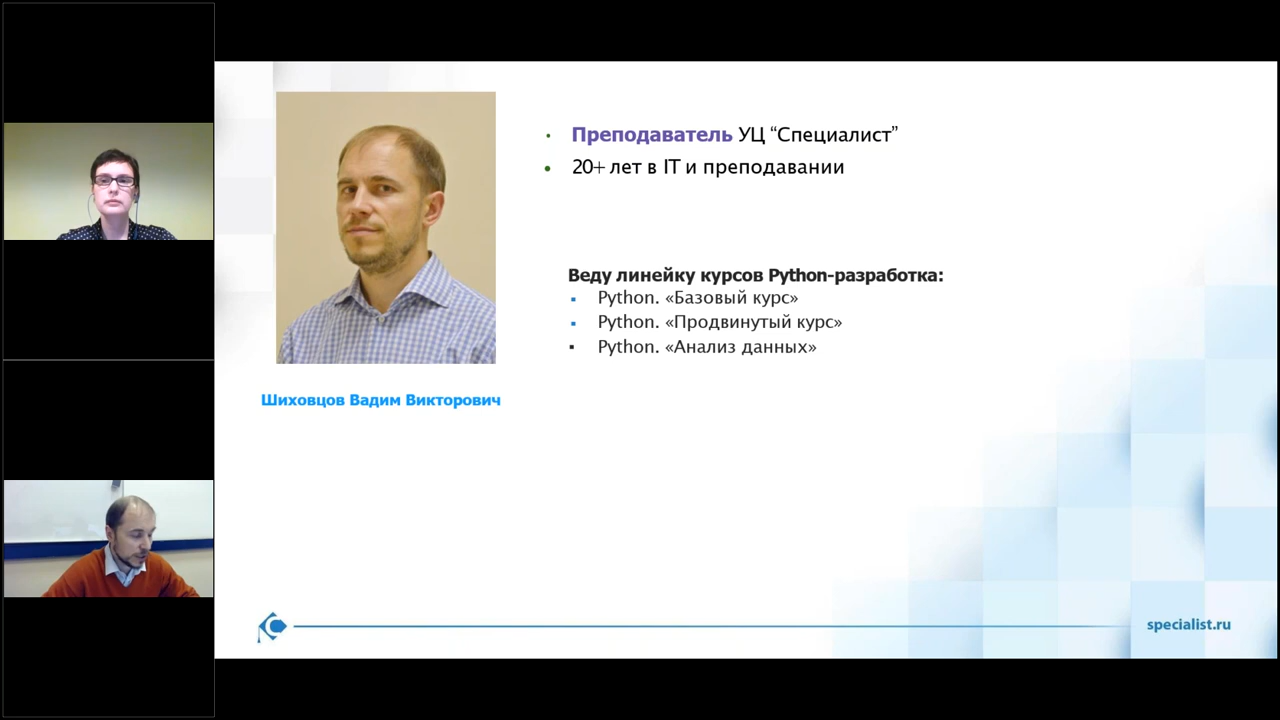 Преподаватель УЦ “Специалист”
20+ лет в IT и преподавании
Веду линейку курсов Python-разработка:
Python. «Базовый курс»
Python. «Продвинутый курс»
Python. «Анализ данных»
Шиховцов Вадим Викторович
specialist.ru